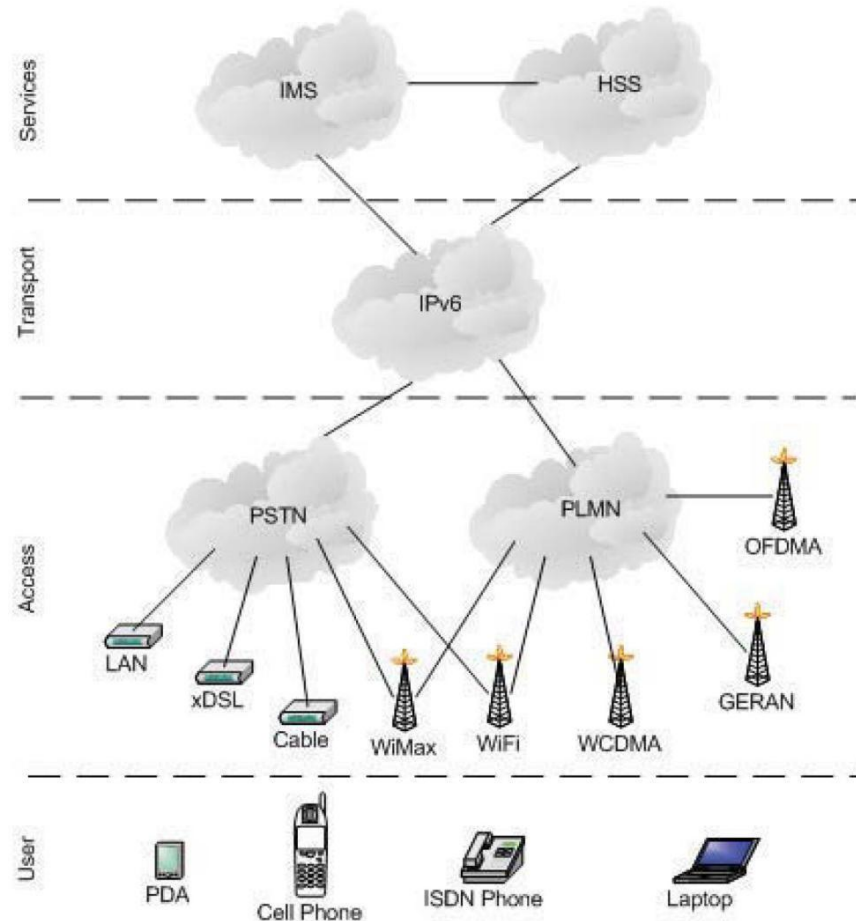 Services
IMS
HSS
Transport
IPv6
Access
PSTN
PLMN
OFDMA
LAN
xDSL
Cable
WiMax
WiFi
WCDMA
GERAN
User
PDA
Cell Phone
ISDN Phone
Laptop